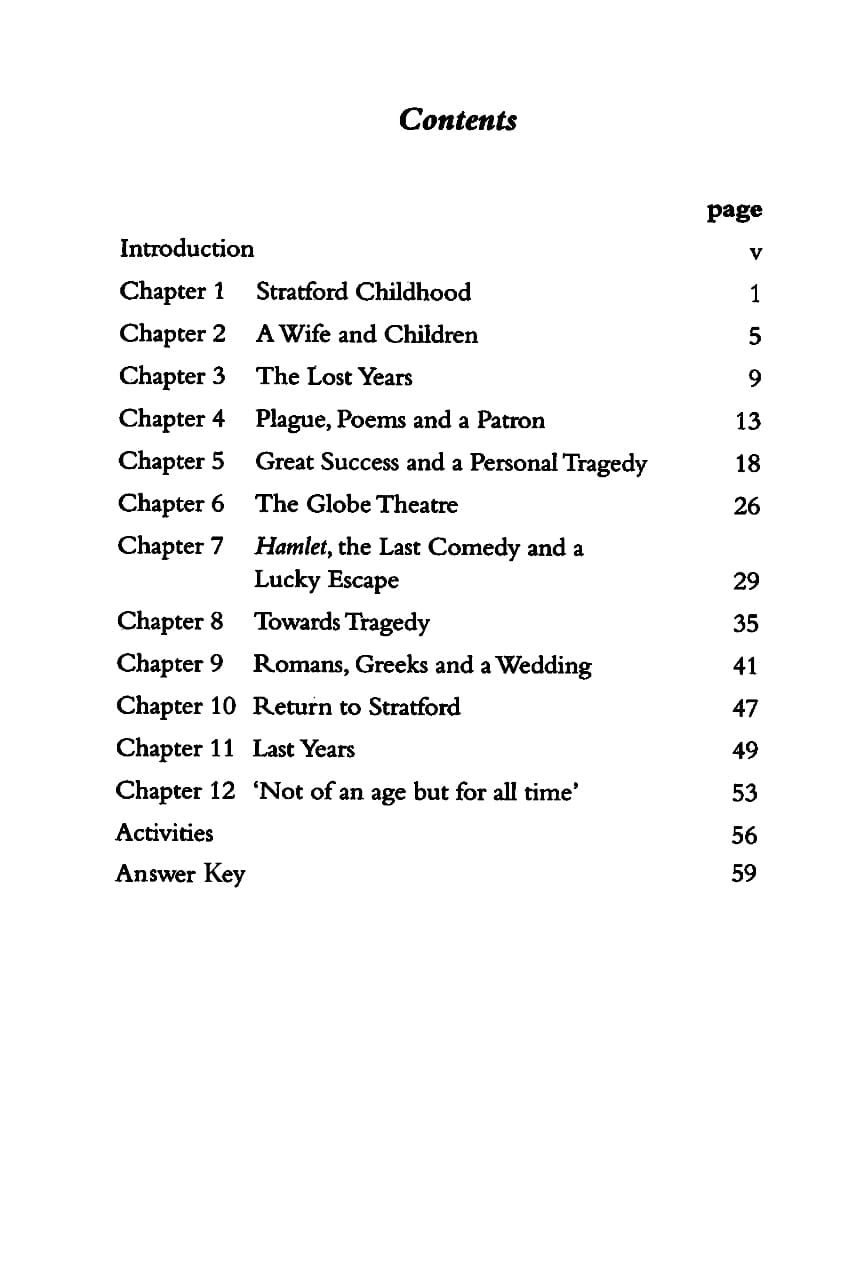 Contents
page
Introduction v
Chapter 1 Stratford Childhood 1
Chapter 2 A Wife and Children 5
Chapter 3 The Lost Years 9
Chapter 4 Plague, Poems and a Patron 13
Chapter 5 Great Success and a Personal Tragedy 18
Chapter 6 The Globe Theatre 26
Chapter 7 Hamlet, the Last Comedy and a
Lucky Escape 29
Chapter 8 Towards Tragedy 35
Chapter 9 Romans, Greeks and a Wedding 41
Chapter 10 Return to Stratford 47
Chapter 11 Last Years 49
Chapter 12 ‘Not of an age but for all time’ 53
Activities 56
Answer Key 59